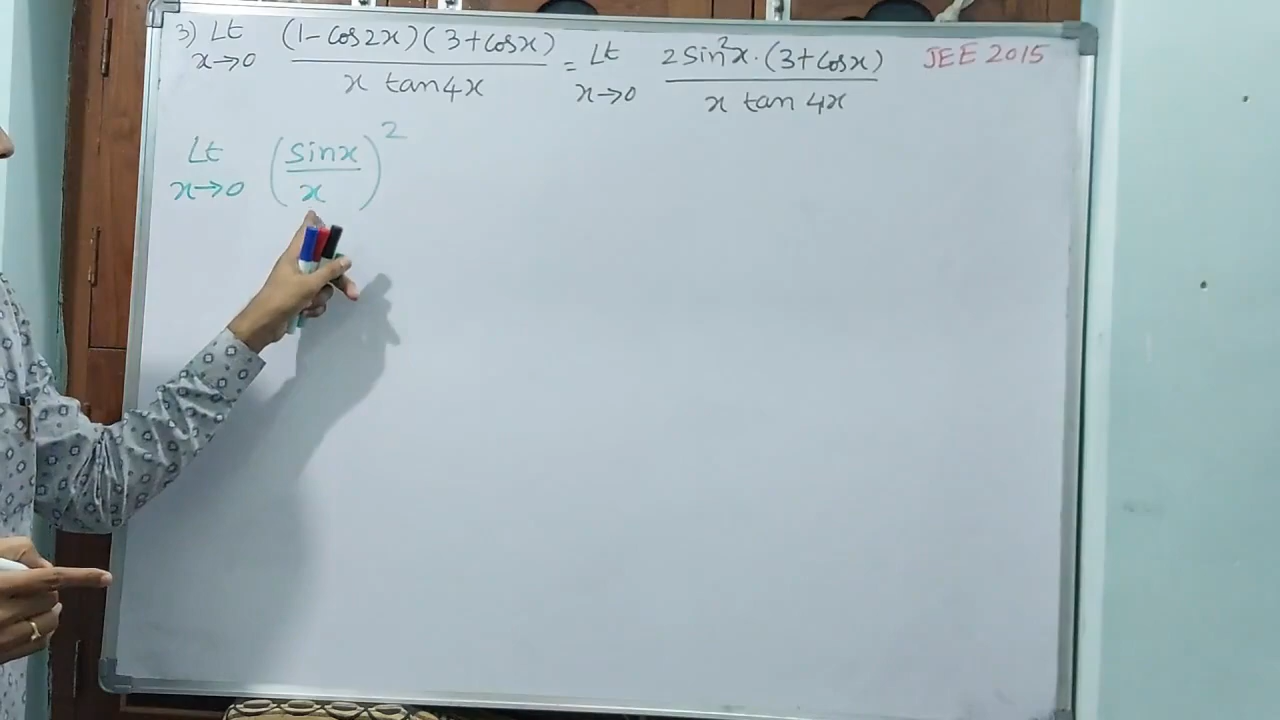 3) Lt x→0 (1-cos2x)(3+cosx) / x tan4x = Lt x→0 2sin²x.(3+cosx) / x tan 4x JEE 2015
Lt x→0 (sinx / x)²